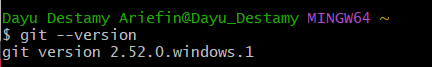 Dayu Destamy Ariefin@Dayu_Destamy MINGW64 ~
$ git --version
git version 2.52.0.windows.1